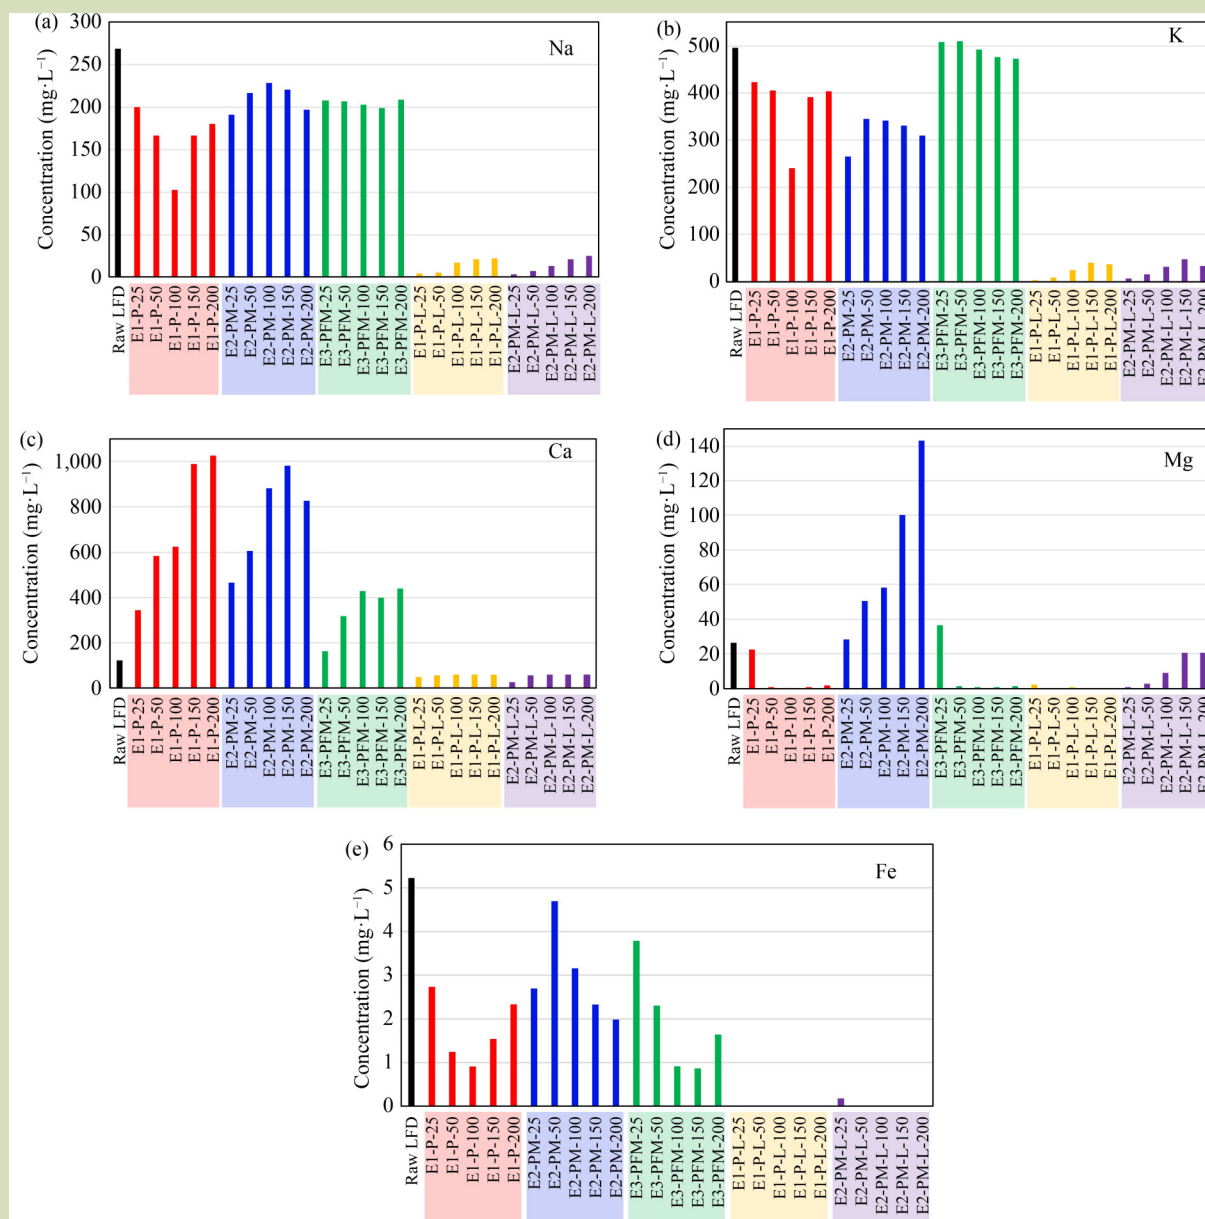 (a)
Na
Concentration (mg·L⁻¹)
300
250
200
150
100
50
0
Raw LFD
E1-P-25
E1-P-50
E1-P-100
E1-P-150
E1-P-200
E2-PM-25
E2-PM-50
E2-PM-100
E2-PM-150
E2-PM-200
E3-PFM-25
E3-PFM-50
E3-PFM-100
E3-PFM-150
E3-PFM-200
E1-P-L-25
E1-P-L-50
E1-P-L-100
E1-P-L-150
E1-P-L-200
E2-PM-L-25
E2-PM-L-50
E2-PM-L-100
E2-PM-L-150
E2-PM-L-200
(b)
K
Concentration (mg·L⁻¹)
500
400
300
200
100
0
Raw LFD
E1-P-25
E1-P-50
E1-P-100
E1-P-150
E1-P-200
E2-PM-25
E2-PM-50
E2-PM-100
E2-PM-150
E2-PM-200
E3-PFM-25
E3-PFM-50
E3-PFM-100
E3-PFM-150
E3-PFM-200
E1-P-L-25
E1-P-L-50
E1-P-L-100
E1-P-L-150
E1-P-L-200
E2-PM-L-25
E2-PM-L-50
E2-PM-L-100
E2-PM-L-150
E2-PM-L-200
(c)
Ca
Concentration (mg·L⁻¹)
1,000
800
600
400
200
0
Raw LFD
E1-P-25
E1-P-50
E1-P-100
E1-P-150
E1-P-200
E2-PM-25
E2-PM-50
E2-PM-100
E2-PM-150
E2-PM-200
E3-PFM-25
E3-PFM-50
E3-PFM-100
E3-PFM-150
E3-PFM-200
E1-P-L-25
E1-P-L-50
E1-P-L-100
E1-P-L-150
E1-P-L-200
E2-PM-L-25
E2-PM-L-50
E2-PM-L-100
E2-PM-L-150
E2-PM-L-200
(d)
Mg
Concentration (mg·L⁻¹)
140
120
100
80
60
40
20
0
Raw LFD
E1-P-25
E1-P-50
E1-P-100
E1-P-150
E1-P-200
E2-PM-25
E2-PM-50
E2-PM-100
E2-PM-150
E2-PM-200
E3-PFM-25
E3-PFM-50
E3-PFM-100
E3-PFM-150
E3-PFM-200
E1-P-L-25
E1-P-L-50
E1-P-L-100
E1-P-L-150
E1-P-L-200
E2-PM-L-25
E2-PM-L-50
E2-PM-L-100
E2-PM-L-150
E2-PM-L-200
(e)
Fe
Concentration (mg·L⁻¹)
6
5
4
3
2
1
0
Raw LFD
E1-P-25
E1-P-50
E1-P-100
E1-P-150
E1-P-200
E2-PM-25
E2-PM-50
E2-PM-100
E2-PM-150
E2-PM-200
E3-PFM-25
E3-PFM-50
E3-PFM-100
E3-PFM-150
E3-PFM-200
E1-P-L-25
E1-P-L-50
E1-P-L-100
E1-P-L-150
E1-P-L-200
E2-PM-L-25
E2-PM-L-50
E2-PM-L-100
E2-PM-L-150
E2-PM-L-200